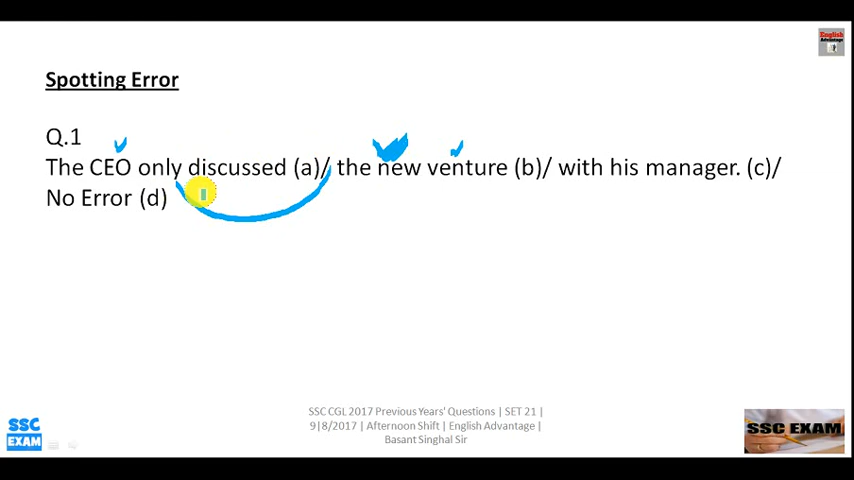 English
Advantage
Spotting Error
Q.1
The CEO only discussed (a)/ the new venture (b)/ with his manager. (c)/
No Error (d)
SSC CGL 2017 Previous Years' Questions | SET 21 |
9|8/2017 | Afternoon Shift | English Advantage |
Basant Singhal Sir
SSC
EXAM
SSC EXAM